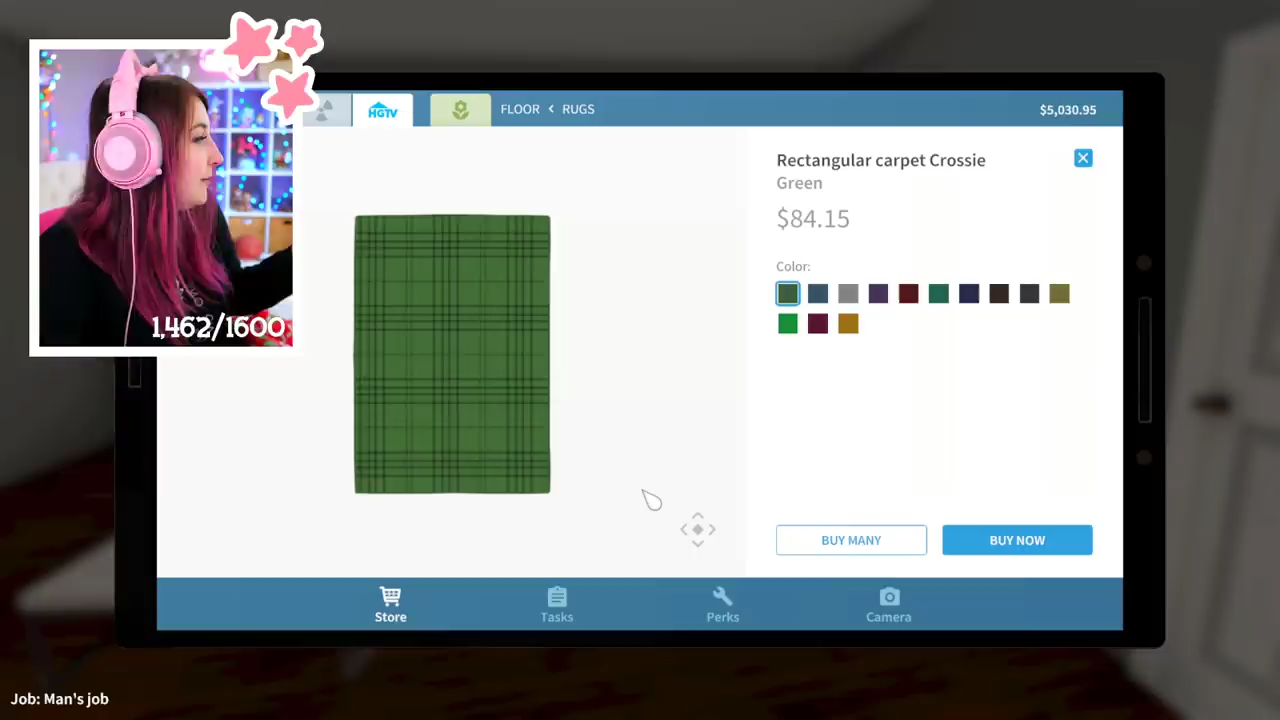 1,462/1600
HGTV
FLOOR < RUGS
$5,030.95
Rectangular carpet Crossie
Green
$84.15
Color:
BUY MANY
BUY NOW
Store
Tasks
Perks
Camera
Job: Man's job